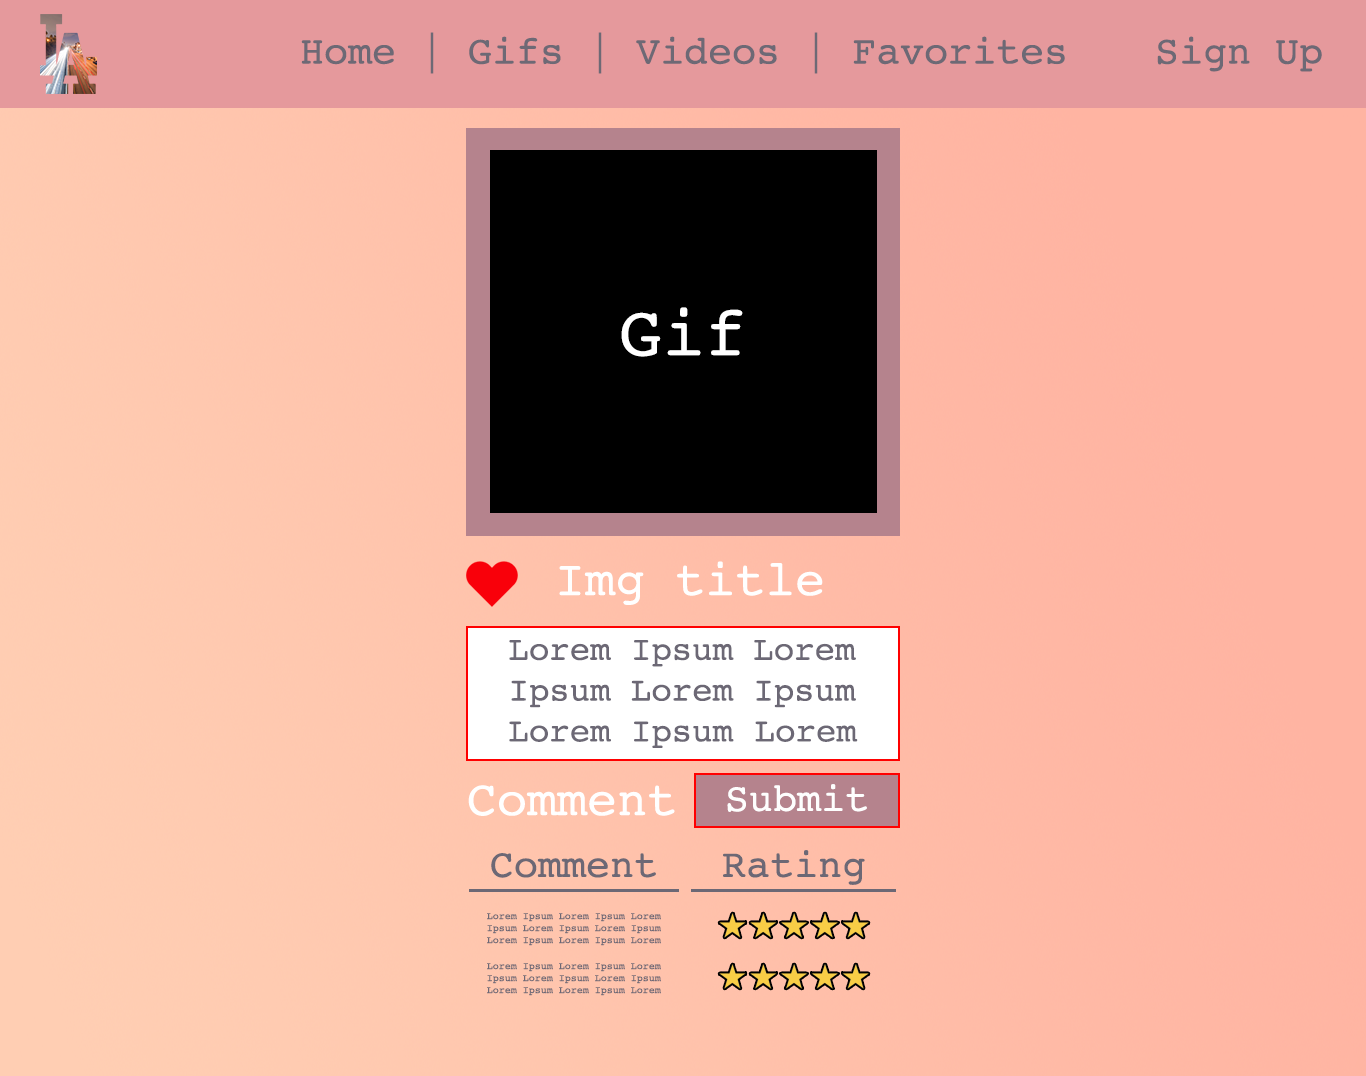 LA
Home | Gifs | Videos | Favorites Sign Up
Gif
Img title
Lorem Ipsum Lorem
Ipsum Lorem Ipsum
Lorem Ipsum Lorem
Comment Submit
Comment Rating
Lorem Ipsum Lorem Ipsum Lorem
Ipsum Lorem Ipsum Lorem Ipsum
Lorem Ipsum Lorem Ipsum Lorem
Lorem Ipsum Lorem Ipsum Lorem
Ipsum Lorem Ipsum Lorem Ipsum
Lorem Ipsum Lorem Ipsum Lorem